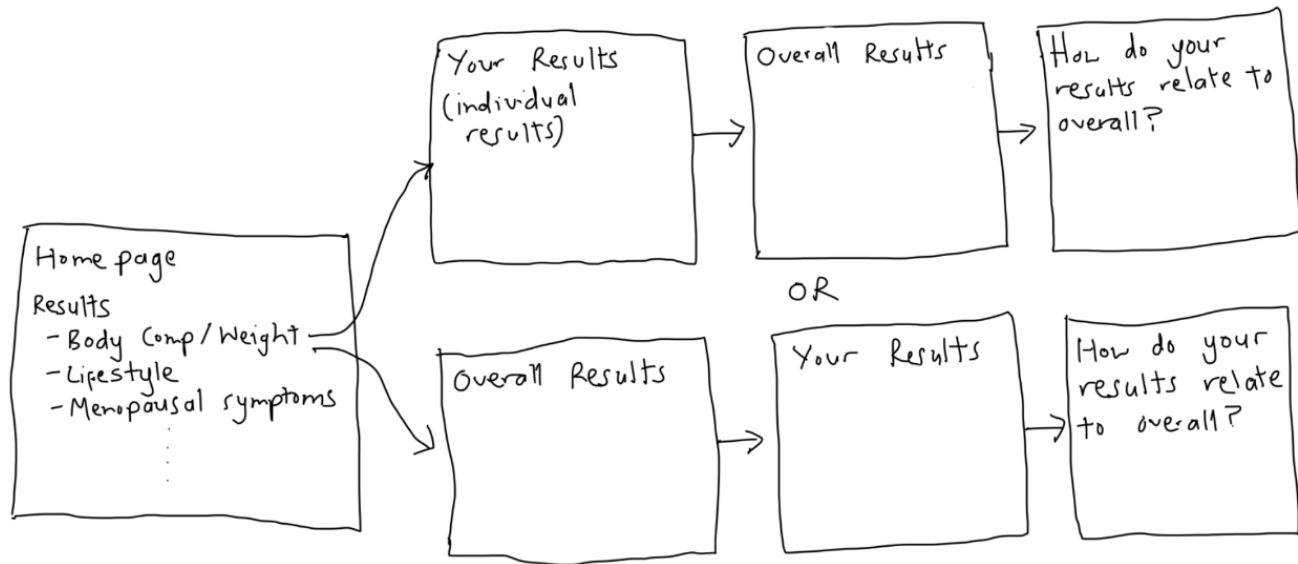 Home page
Results
- Body Comp/Weight
- Lifestyle
- Menopausal symptoms
Your Results
(individual
results)
Overall Results
How do your
results relate to
overall?
OR
Overall Results
Your Results
How do your
results relate
to overall?